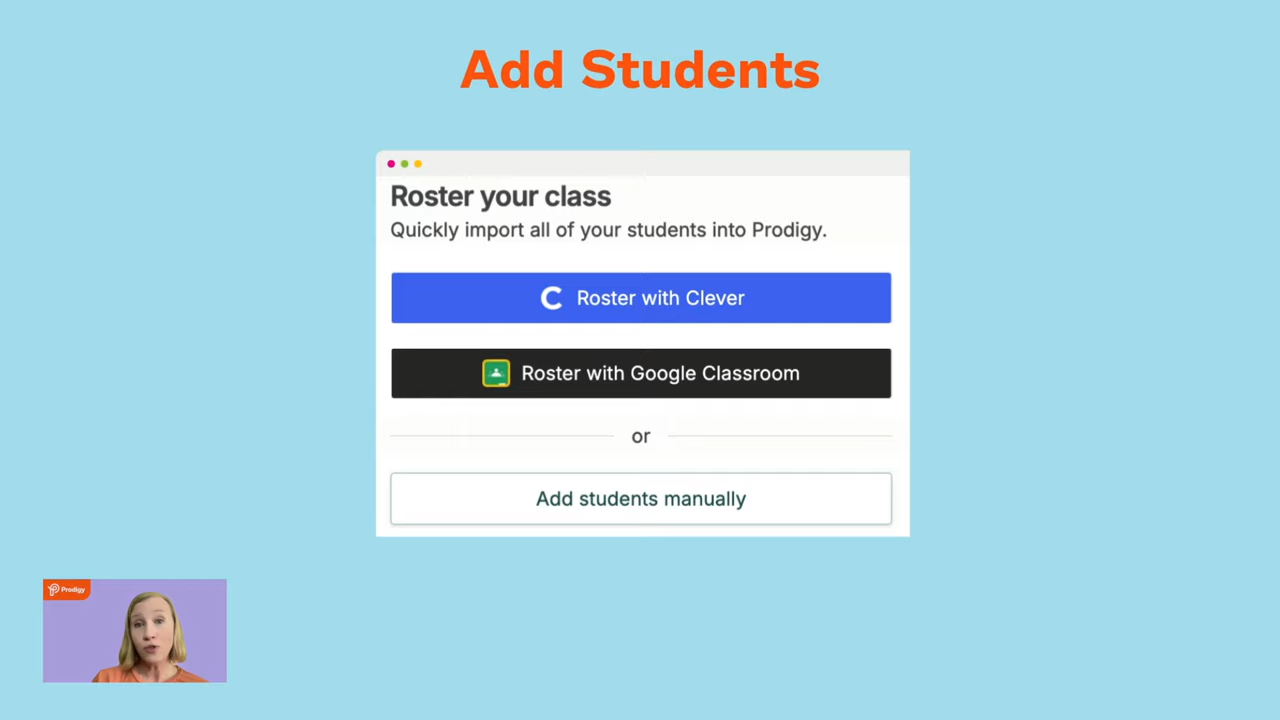 Add Students
Roster your class
Quickly import all of your students into Prodigy.
Roster with Clever
Roster with Google Classroom
or
Add students manually
Prodigy